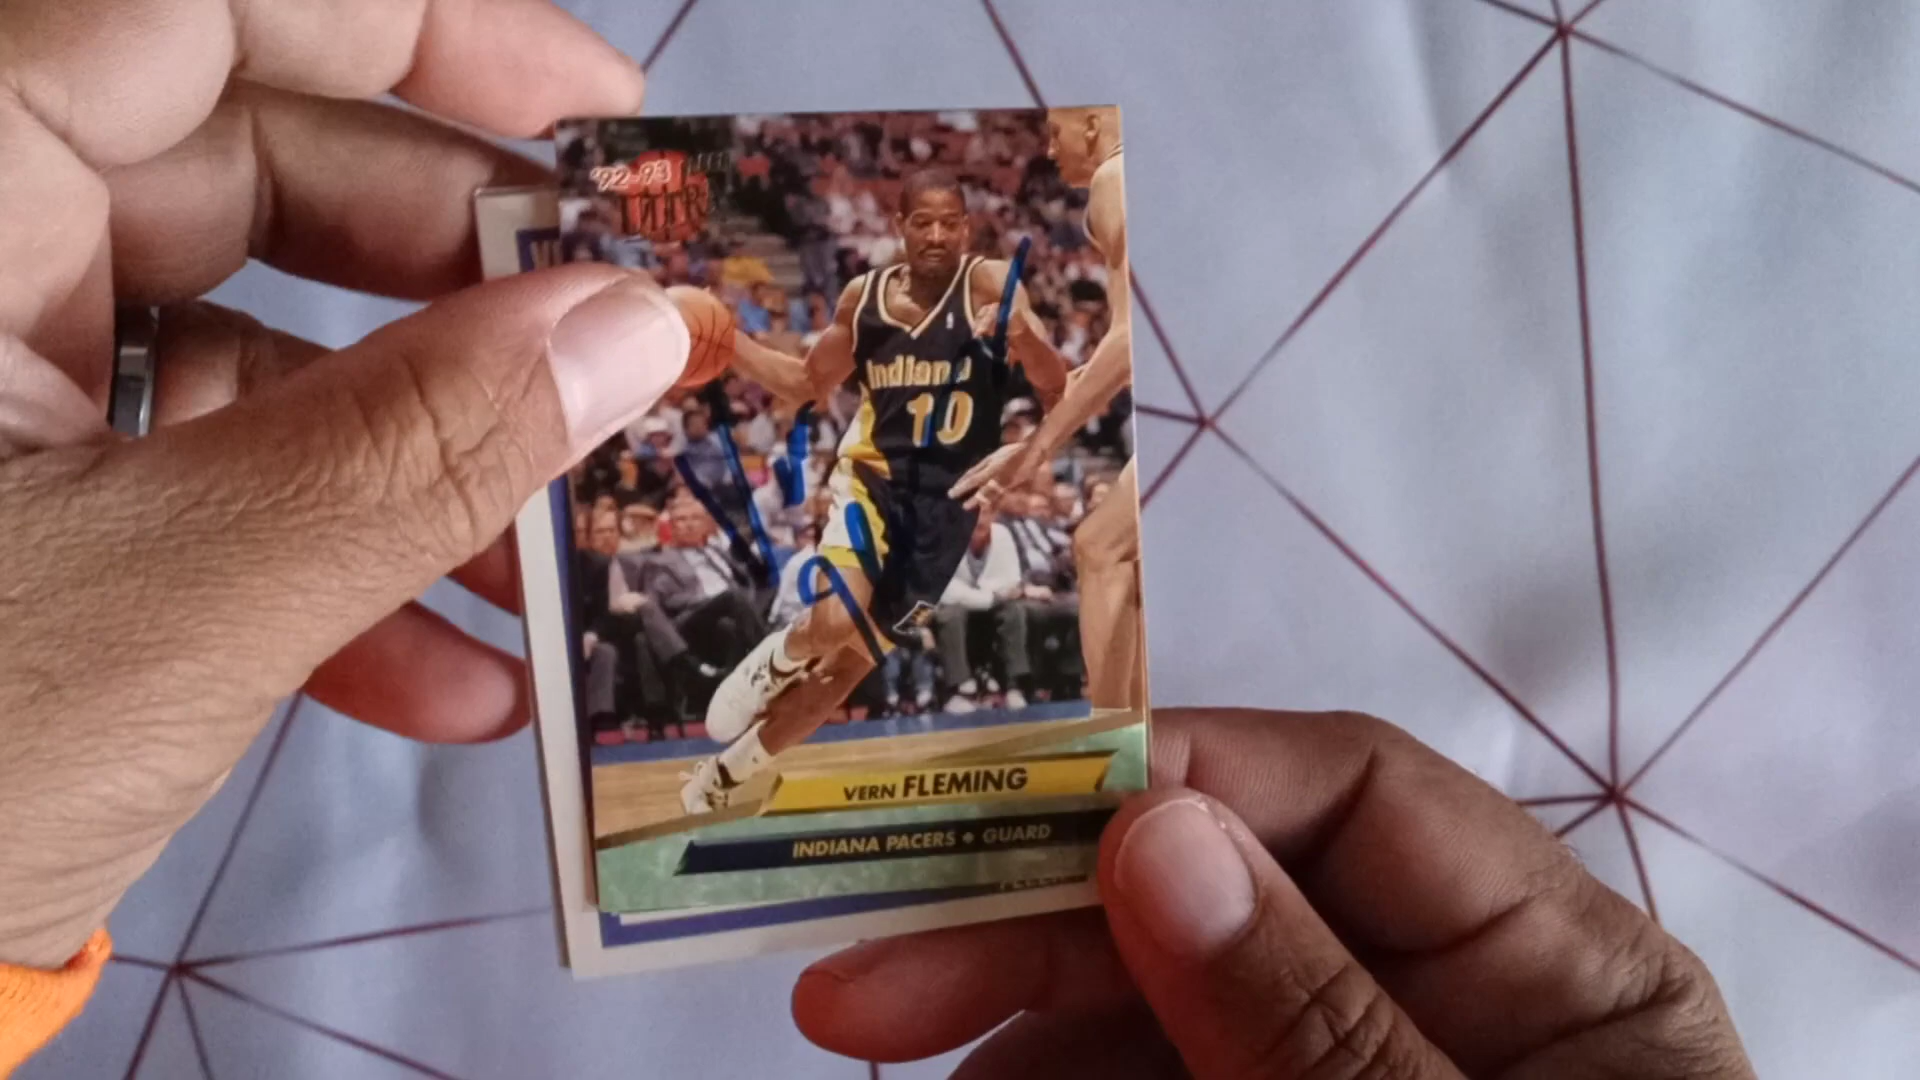 '92-93
ULTRA
Indiana
10
VERN FLEMING
INDIANA PACERS • GUARD